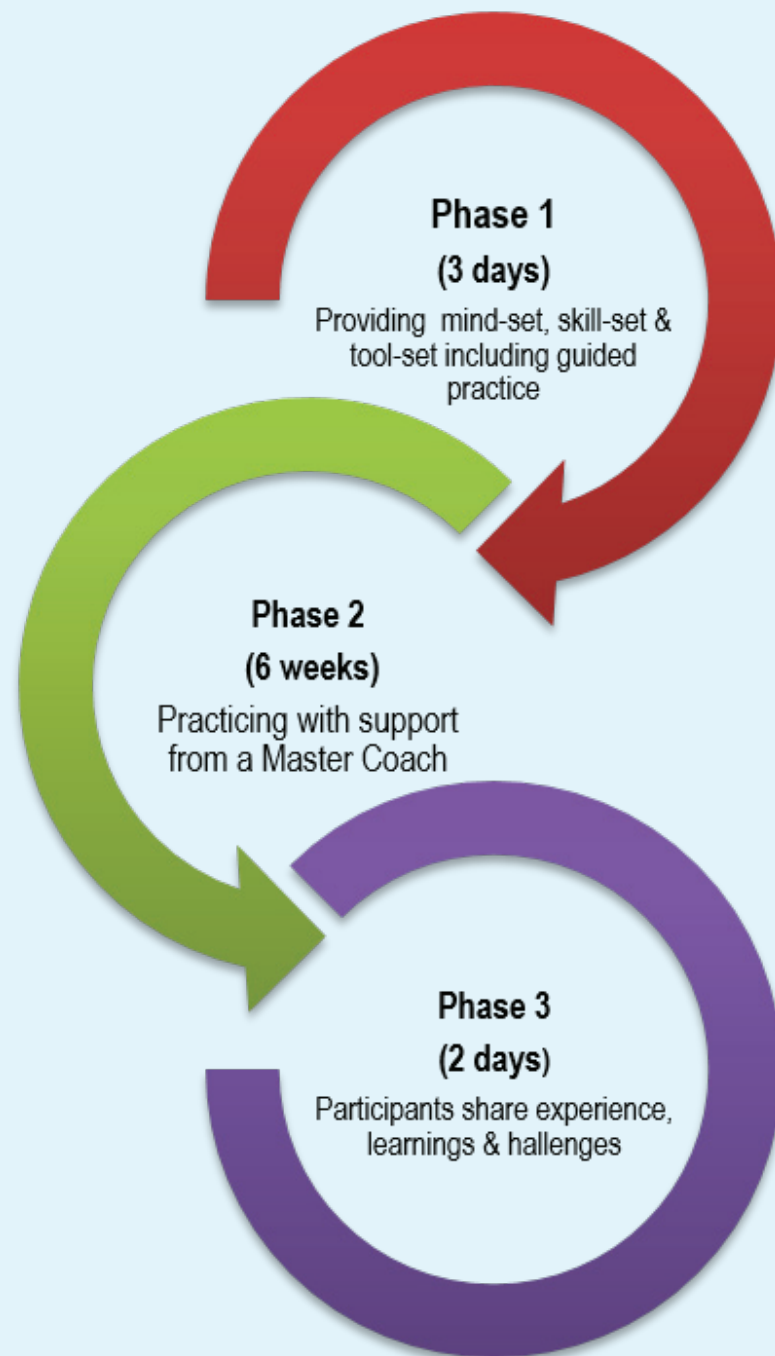 Phase 1
(3 days)
Providing  mind-set, skill-set &
tool-set including guided
practice
Phase 2
(6 weeks)
Practicing with support
from a Master Coach
Phase 3
(2 days)
Participants share experience,
learnings & hallenges